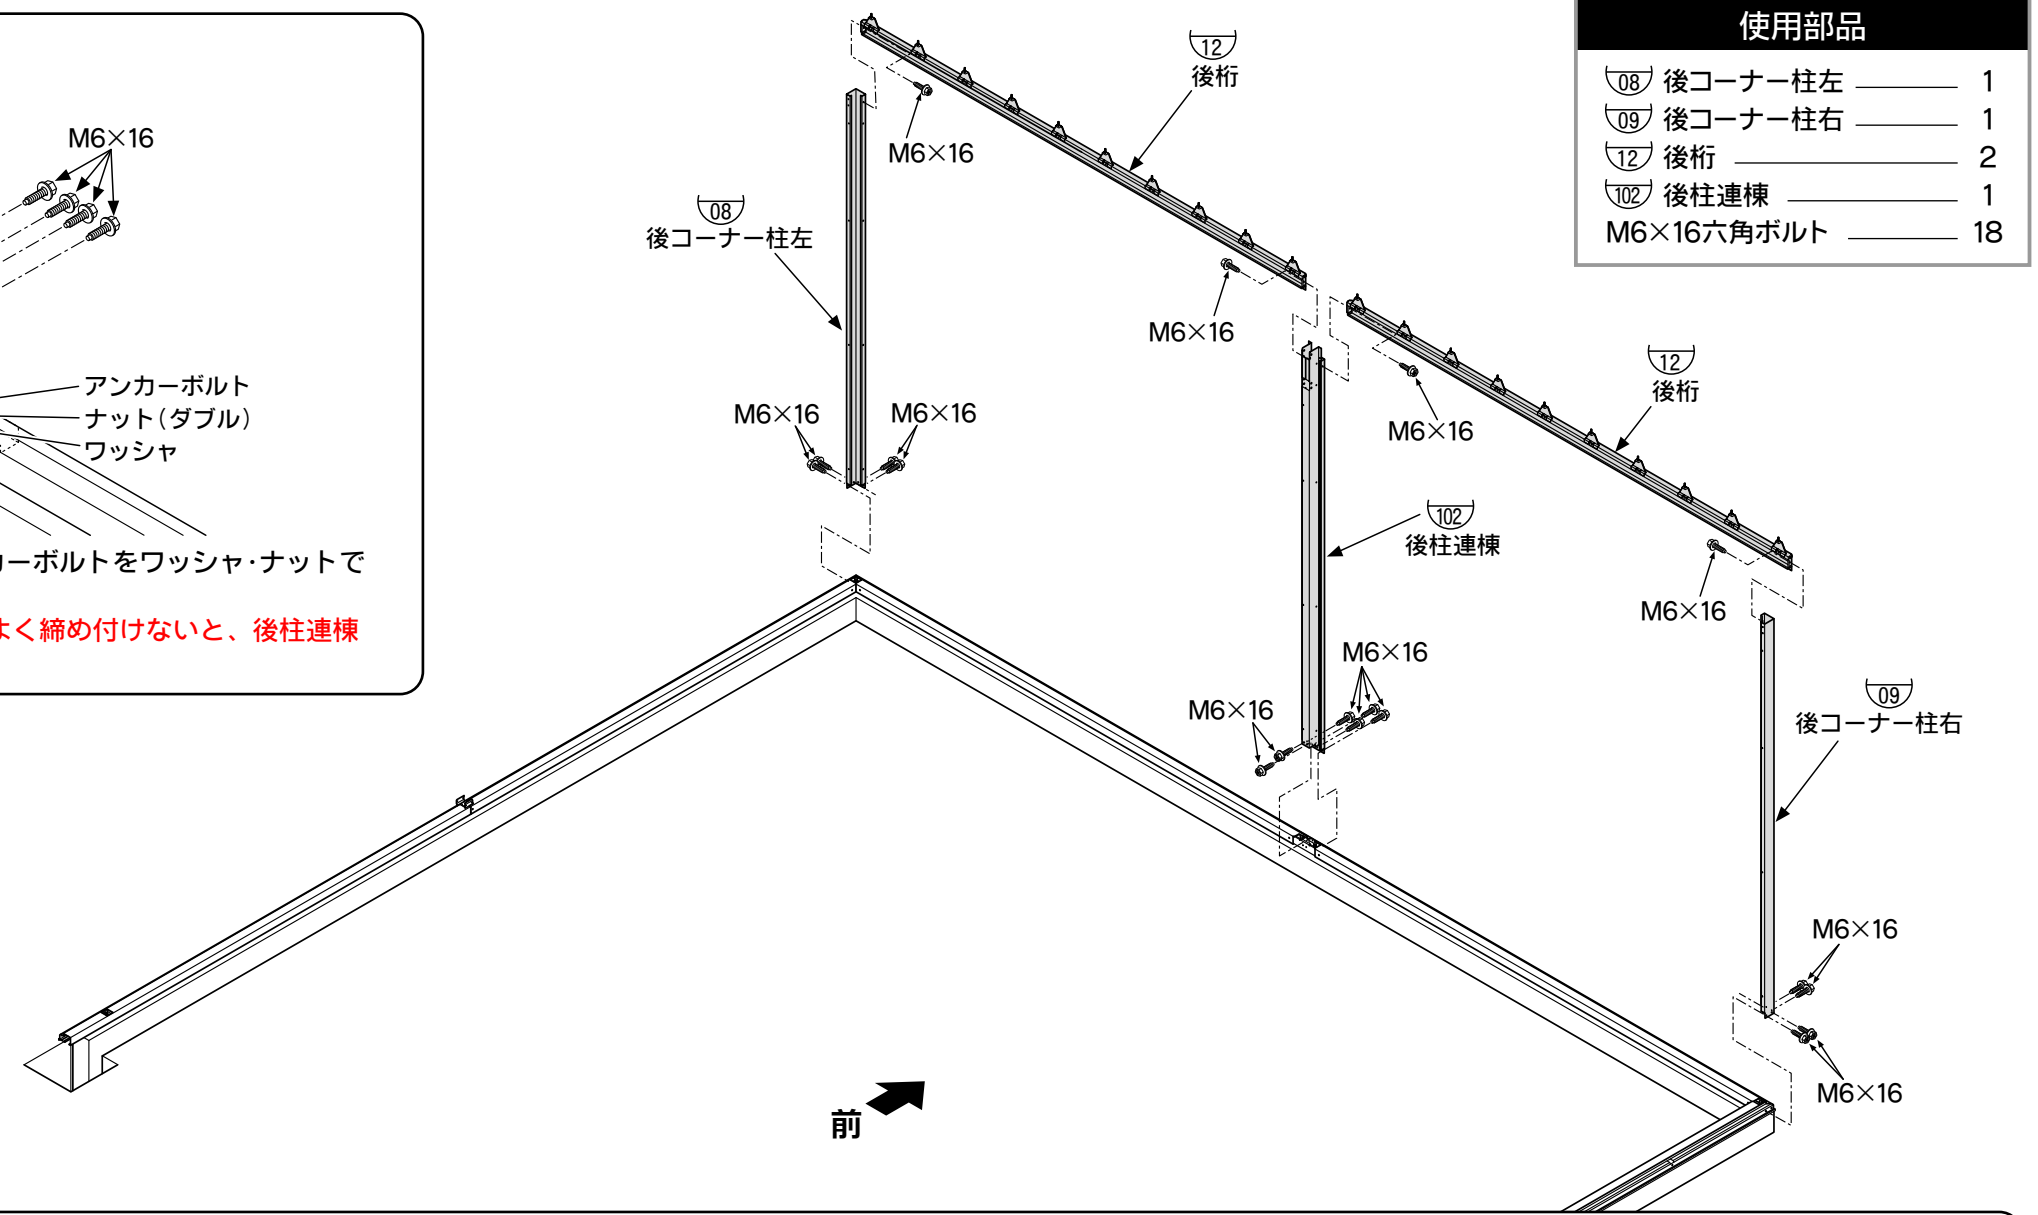 M6×16
アンカーボルト
ナット(ダブル)
ワッシャ
カーボルトをワッシャ・ナットで
よく締め付けないと、後柱連棟
12
後桁
M6×16
08
後コーナー柱左
M6×16
M6×16
M6×16
M6×16
12
後桁
M6×16
102
後柱連棟
M6×16
M6×16
M6×16
09
後コーナー柱右
M6×16
M6×16
前
使用部品
08 後コーナー柱左 1
09 後コーナー柱右 1
12 後桁 2
102 後柱連棟 1
M6×16六角ボルト 18